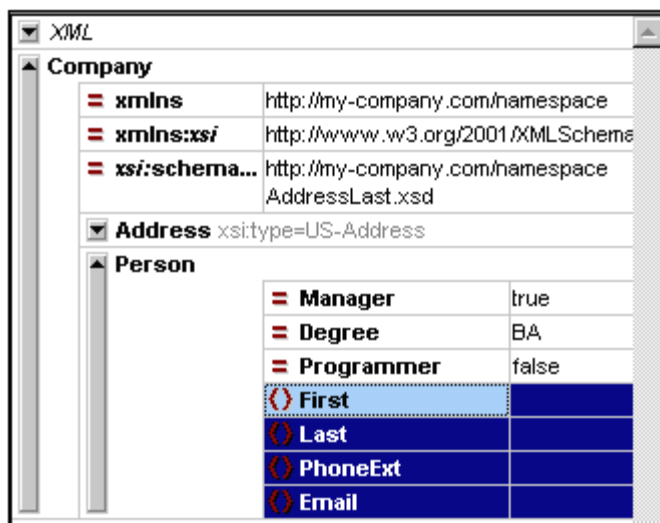 XML
Company
= xmlns http://my-company.com/namespace
= xmlns:xsi http://www.w3.org/2001/XMLSchema
= xsi:schema... http://my-company.com/namespace
AddressLast.xsd
Address xsi:type=US-Address
Person
= Manager true
= Degree BA
= Programmer false
() First
() Last
() PhoneExt
() Email